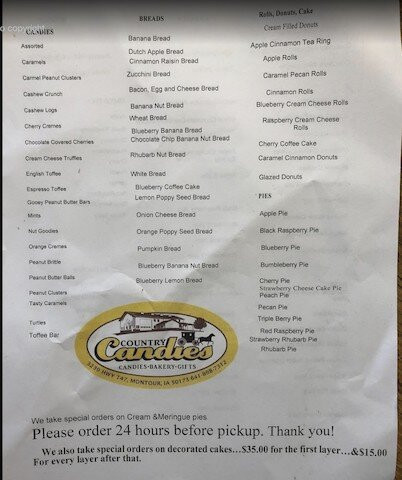 o copyright
CANDIES
Assorted
Caramels
Carmel Peanut Clusters
Cashew Crunch
Cashew Logs
Cherry Cremes
Chocolate Covered Cherries
Cream Cheese Truffles
English Toffee
Espresso Toffee
Gooey Peanut Butter Bars
Mints
Nut Goodies
Orange Cremes
Peanut Brittle
Peanut Butter Balls
Peanut Clusters
Tasty Caramels
Turtles
Toffee Bar
BREADS
Banana Bread
Dutch Apple Bread
Cinnamon Raisin Bread
Zucchini Bread
Bacon, Egg and Cheese Bread
Banana Nut Bread
Wheat Bread
Blueberry Banana Bread
Chocolate Chip Banana Nut Bread
Rhubarb Nut Bread
White Bread
Blueberry Coffee Cake
Lemon Poppy Seed Bread
Onion Cheese Bread
Orange Poppy Seed Bread
Pumpkin Bread
Blueberry Banana Nut Bread
Blueberry Lemon Bread
Rolls, Donuts, Cake
Cream Filled Donuts
Apple Cinnamon Tea Ring
Apple Rolls
Caramel Pecan Rolls
Cinnamon Rolls
Blueberry Cream Cheese Rolls
Raspberry Cream Cheese
Rolls
Cherry Coffee Cake
Caramel Cinnamon Donuts
Glazed Donuts
PIES
Apple Pie
Black Raspberry Pie
Blueberry Pie
Bumbleberry Pie
Cherry Pie
Strawberry Cheese Cake Pie
Peach Pie
Pecan Pie
Triple Berry Pie
Red Raspberry Pie
Strawberry Rhubarb Pie
Rhubarb Pie
COUNTRY
Candies
CANDIES-BAKERY-GIFTS
3239 HWY 147, MONTOUR, IA 50173 641-808-7312
We take special orders on Cream &Meringue pies.
Please order 24 hours before pickup. Thank you!
We also take special orders on decorated cakes...$35.00 for the first layer...&$15.00
For every layer after that.